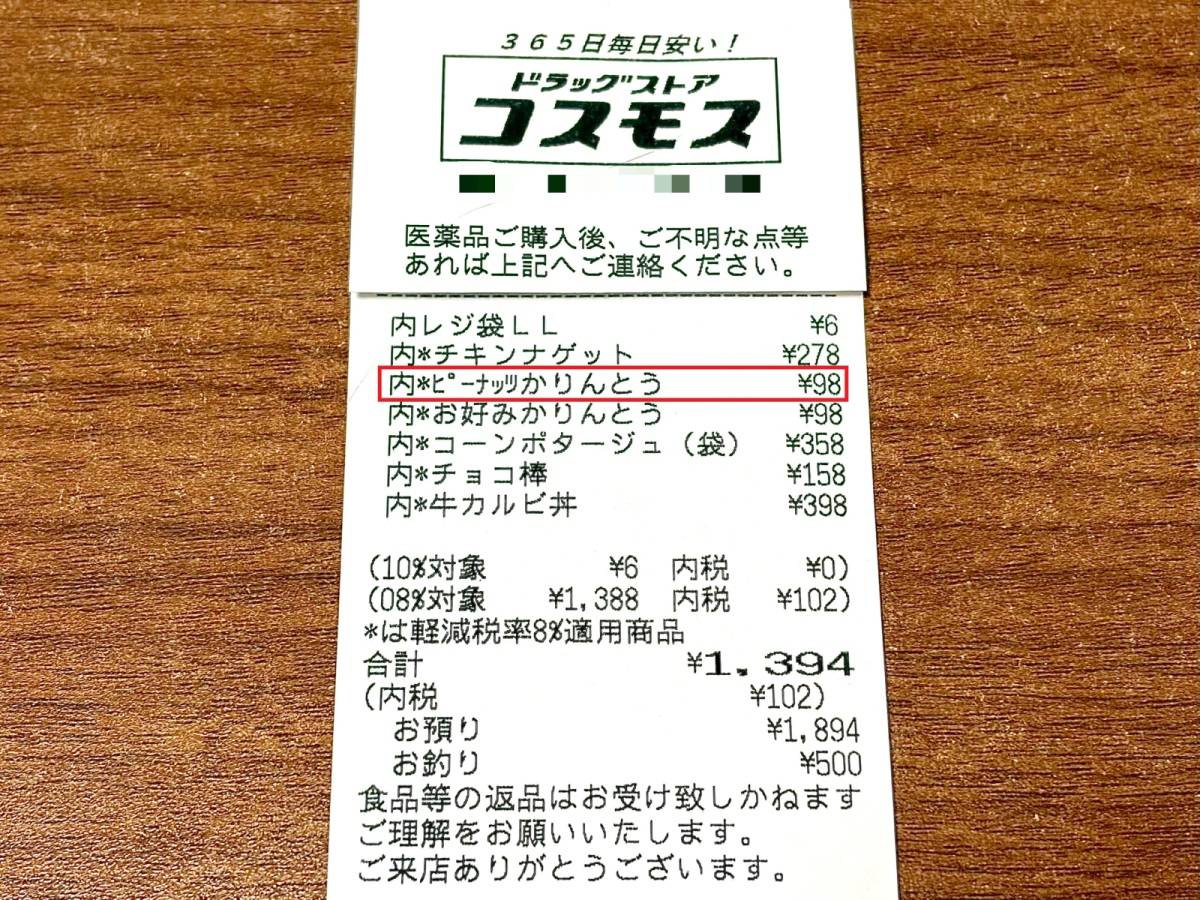 365日毎日安い!
ドラッグストア
コスモス
医薬品ご購入後、ご不明な点等
あれば上記へご連絡ください。
内レジ袋LL ¥6
内*チキンナゲット ¥278
内*ピーナッツかりんとう ¥98
内*お好みかりんとう ¥98
内*コーンポタージュ(袋) ¥358
内*チョコ棒 ¥158
内*牛カルビ丼 ¥398
(10%対象 ¥6 内税 ¥0)
(08%対象 ¥1,388 内税 ¥102)
*は軽減税率8%適用商品
合計 ¥1,394
(内税 ¥102)
お預り ¥1,894
お釣り ¥500
食品等の返品はお受け致しかねます
ご理解をお願いいたします。
ご来店ありがとうございます。